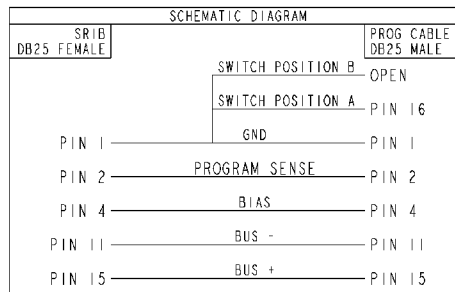 SCHEMATIC DIAGRAM
SRIB PROG CABLE
DB25 FEMALE DB25 MALE
SWITCH POSITION B OPEN
SWITCH POSITION A PIN 16
PIN 1 GND PIN 1
PIN 2 PROGRAM SENSE PIN 2
PIN 4 BIAS PIN 4
PIN 11 BUS - PIN 11
PIN 15 BUS + PIN 15